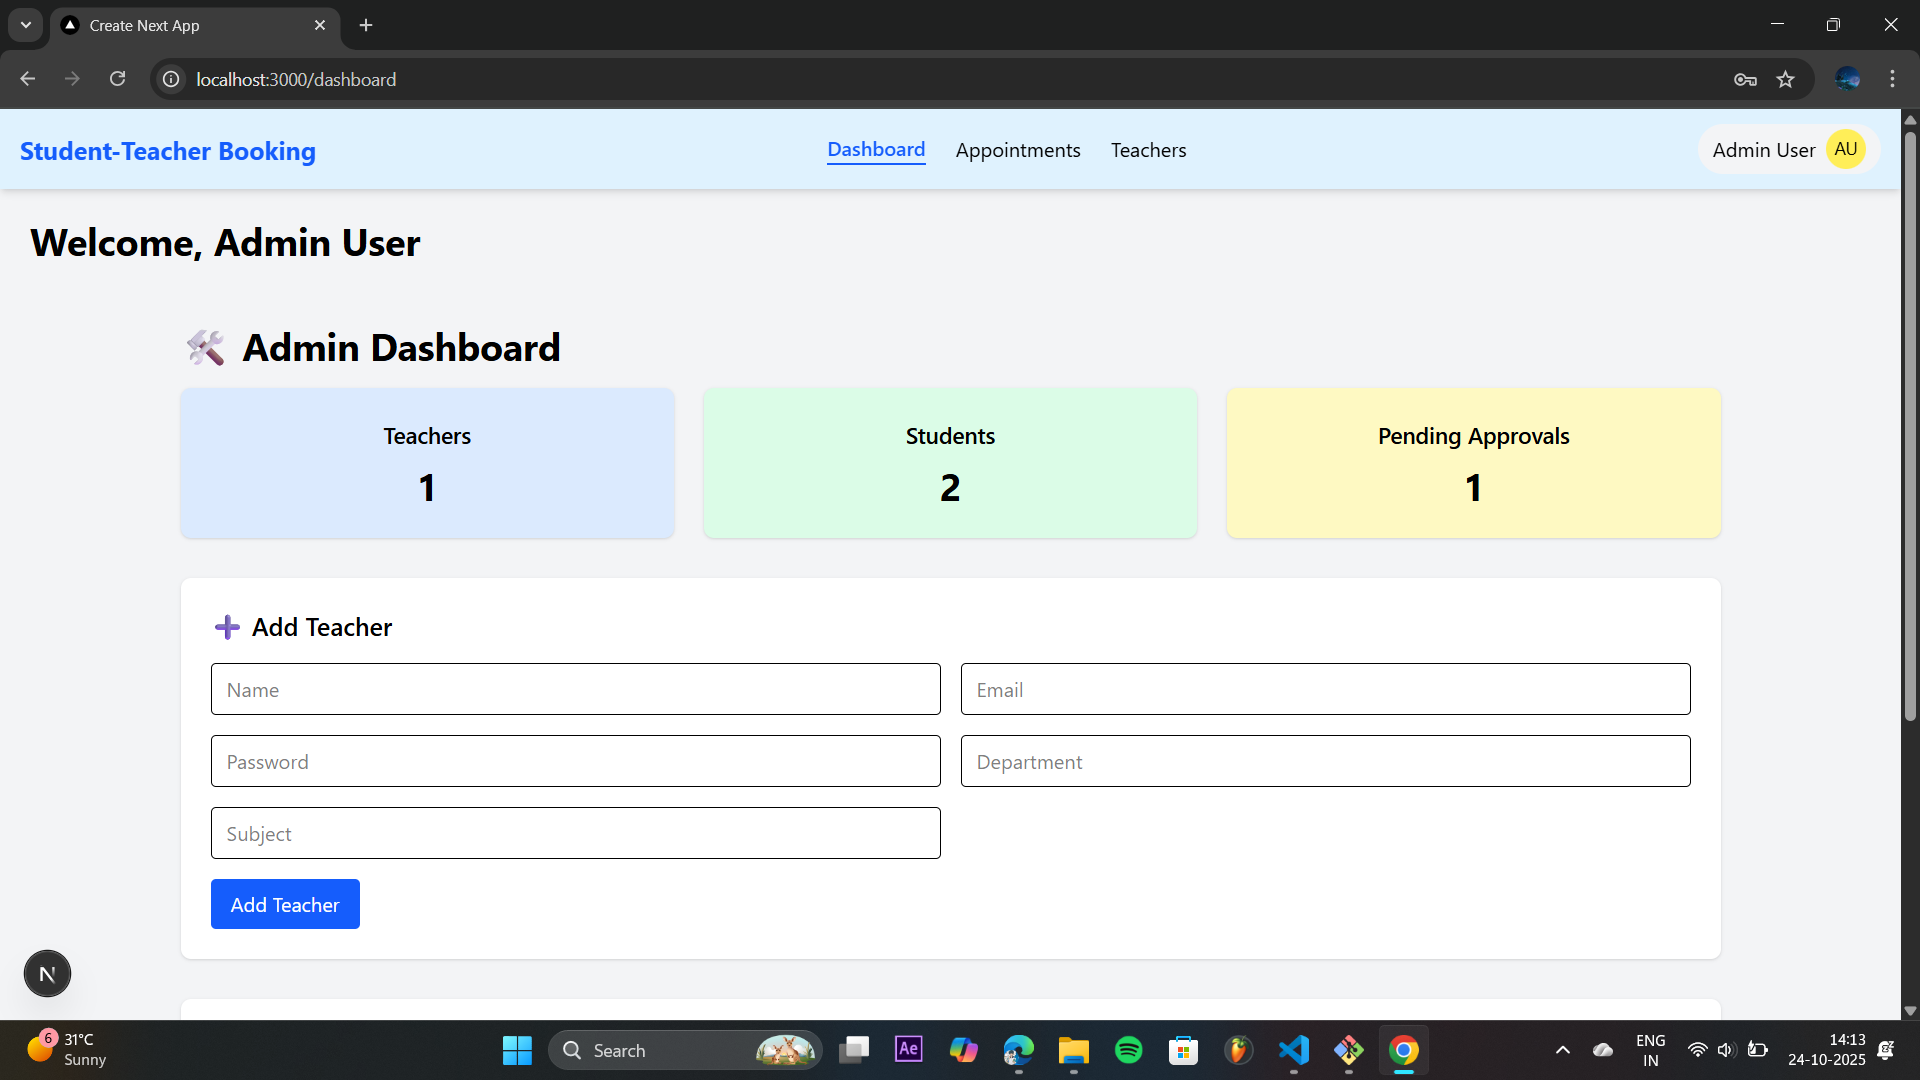 Create Next App
localhost:3000/dashboard
Student-Teacher Booking
Dashboard
Appointments
Teachers
Admin User
AU
Welcome, Admin User
Admin Dashboard
Teachers
1
Students
2
Pending Approvals
1
Add Teacher
Name
Email
Password
Department
Subject
Add Teacher
N
6
31°C
Sunny
Search
Ae
ENG
IN
14:13
24-10-2025